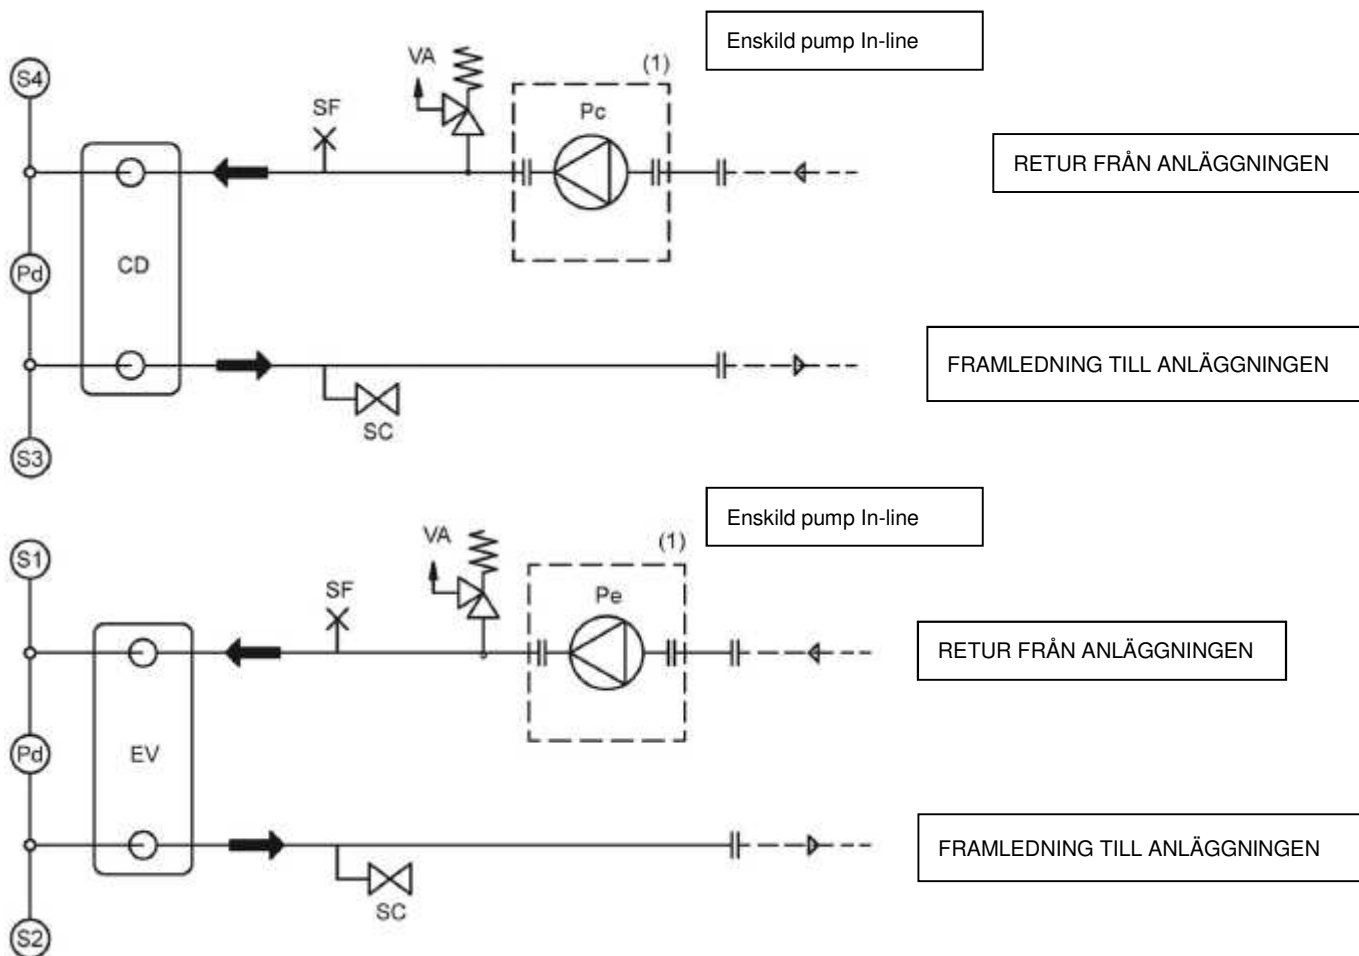 Enskild pump In-line
VA
(1)
S4
SF
Pc
RETUR FRÅN ANLÄGGNINGEN
Pd
CD
FRAMLEDNING TILL ANLÄGGNINGEN
SC
S3
Enskild pump In-line
VA
(1)
S1
SF
Pe
RETUR FRÅN ANLÄGGNINGEN
Pd
EV
FRAMLEDNING TILL ANLÄGGNINGEN
SC
S2